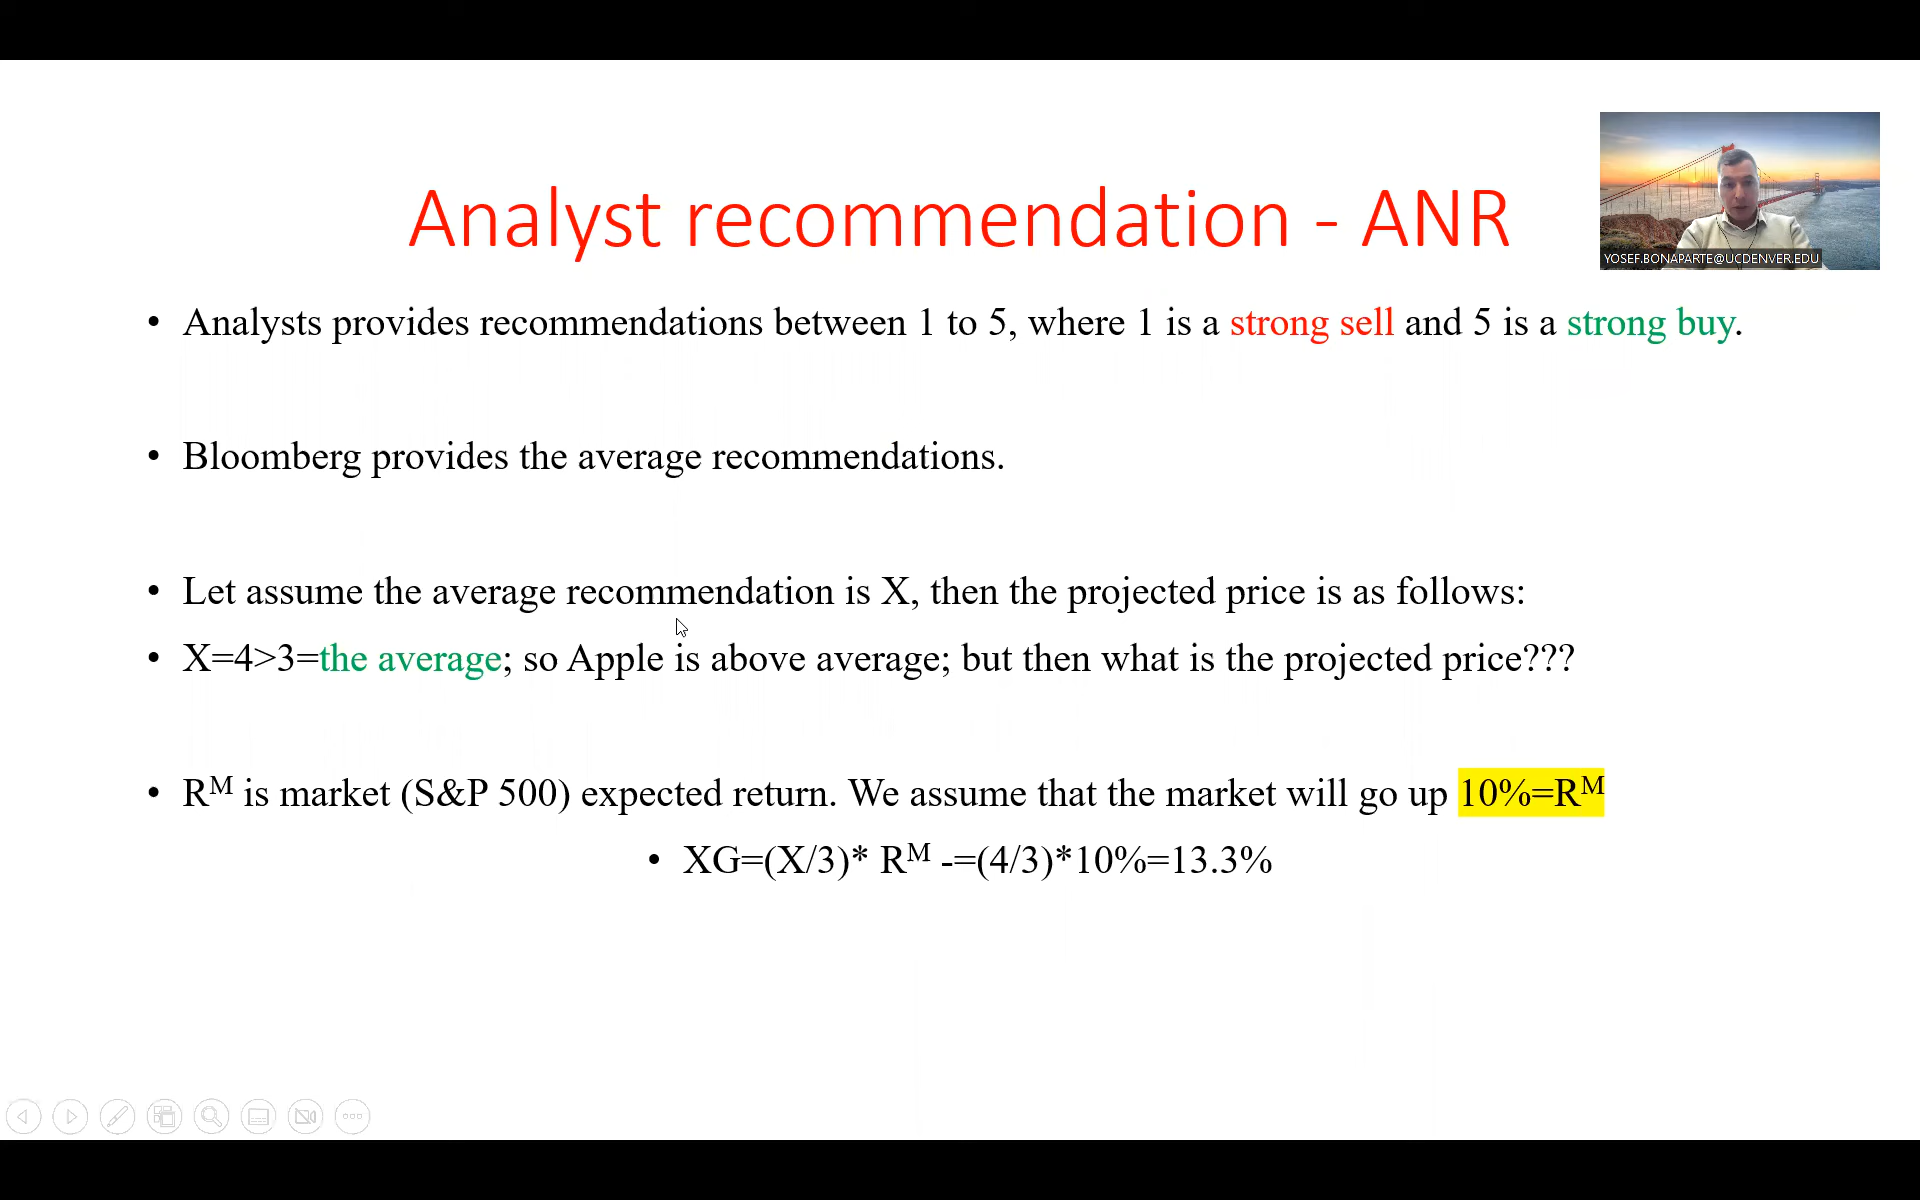 Analyst recommendation - ANR
YOSEF.BONAPARTE@UCDENVER.EDU
• Analysts provides recommendations between 1 to 5, where 1 is a strong sell and 5 is a strong buy.
• Bloomberg provides the average recommendations.
• Let assume the average recommendation is X, then the projected price is as follows:
• X=4>3=the average; so Apple is above average; but then what is the projected price???
• Rᴹ is market (S&P 500) expected return. We assume that the market will go up 10%=Rᴹ
• XG=(X/3)* Rᴹ -=(4/3)*10%=13.3%